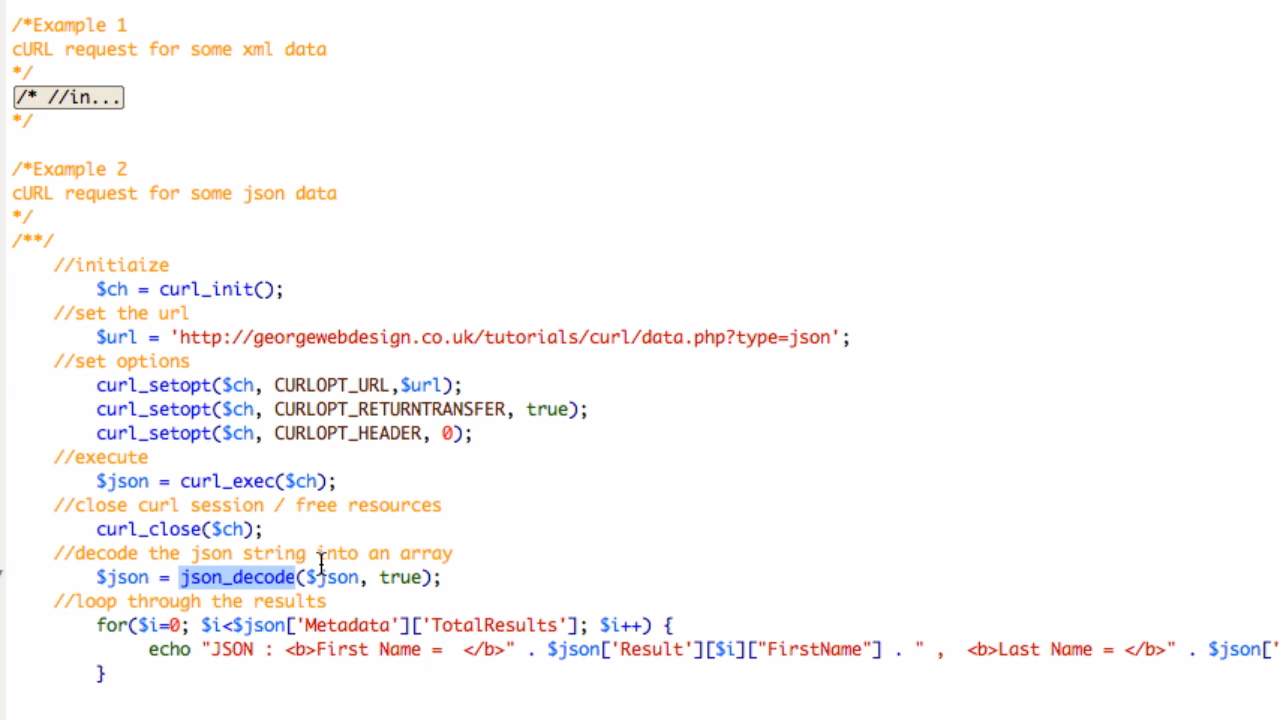 /*Example 1
cURL request for some xml data
*/
/* //in...
*/
/*Example 2
cURL request for some json data
*/
/**/
//initiaize
$ch = curl_init();
//set the url
$url = 'http://georgewebdesign.co.uk/tutorials/curl/data.php?type=json';
//set options
curl_setopt($ch, CURLOPT_URL,$url);
curl_setopt($ch, CURLOPT_RETURNTRANSFER, true);
curl_setopt($ch, CURLOPT_HEADER, 0);
//execute
$json = curl_exec($ch);
//close curl session / free resources
curl_close($ch);
//decode the json string into an array
$json = json_decode($json, true);
//loop through the results
for($i=0; $i<$json['Metadata']['TotalResults']; $i++) {
echo "JSON : <b>First Name =  </b>" . $json['Result'][$i]["FirstName"] . " ,  <b>Last Name = </b>" . $json['
}